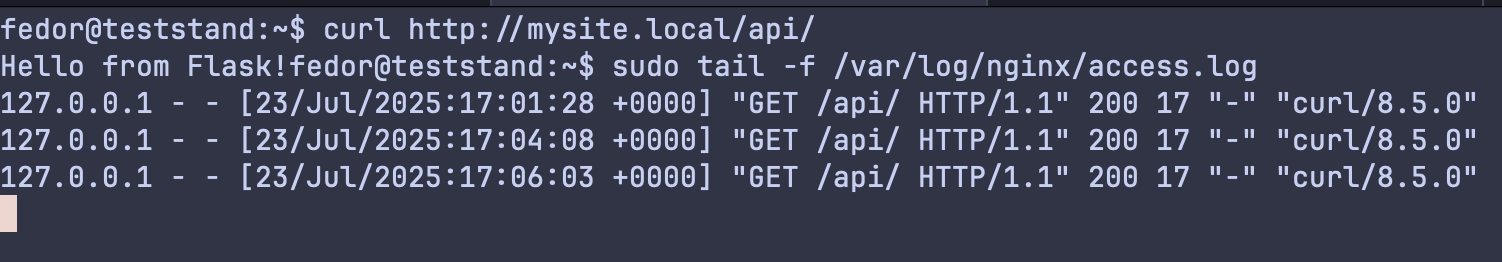 fedor@teststand:~$ curl http://mysite.local/api/
Hello from Flask!fedor@teststand:~$ sudo tail -f /var/log/nginx/access.log
127.0.0.1 - - [23/Jul/2025:17:01:28 +0000] "GET /api/ HTTP/1.1" 200 17 "-" "curl/8.5.0"
127.0.0.1 - - [23/Jul/2025:17:04:08 +0000] "GET /api/ HTTP/1.1" 200 17 "-" "curl/8.5.0"
127.0.0.1 - - [23/Jul/2025:17:06:03 +0000] "GET /api/ HTTP/1.1" 200 17 "-" "curl/8.5.0"